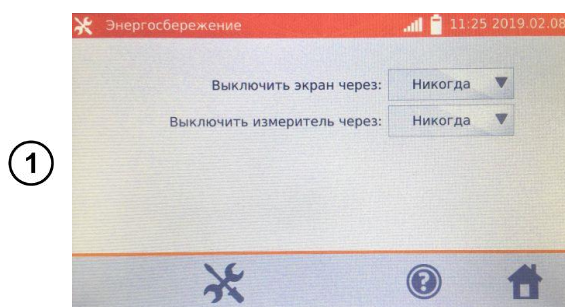 Энергосбережение 11:25 2019.02.08
Выключить экран через: Никогда
Выключить измеритель через: Никогда
1
?